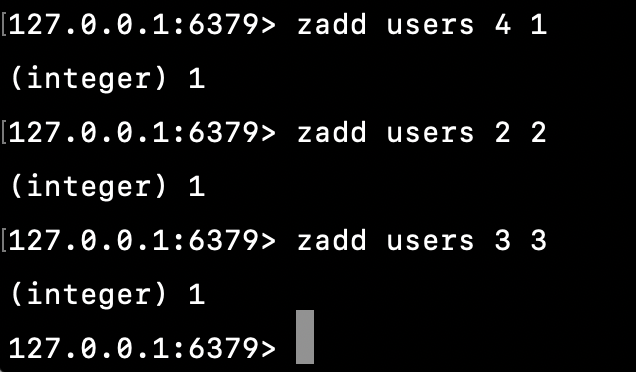 [127.0.0.1:6379> zadd users 4 1
(integer) 1
[127.0.0.1:6379> zadd users 2 2
(integer) 1
[127.0.0.1:6379> zadd users 3 3
(integer) 1
127.0.0.1:6379>